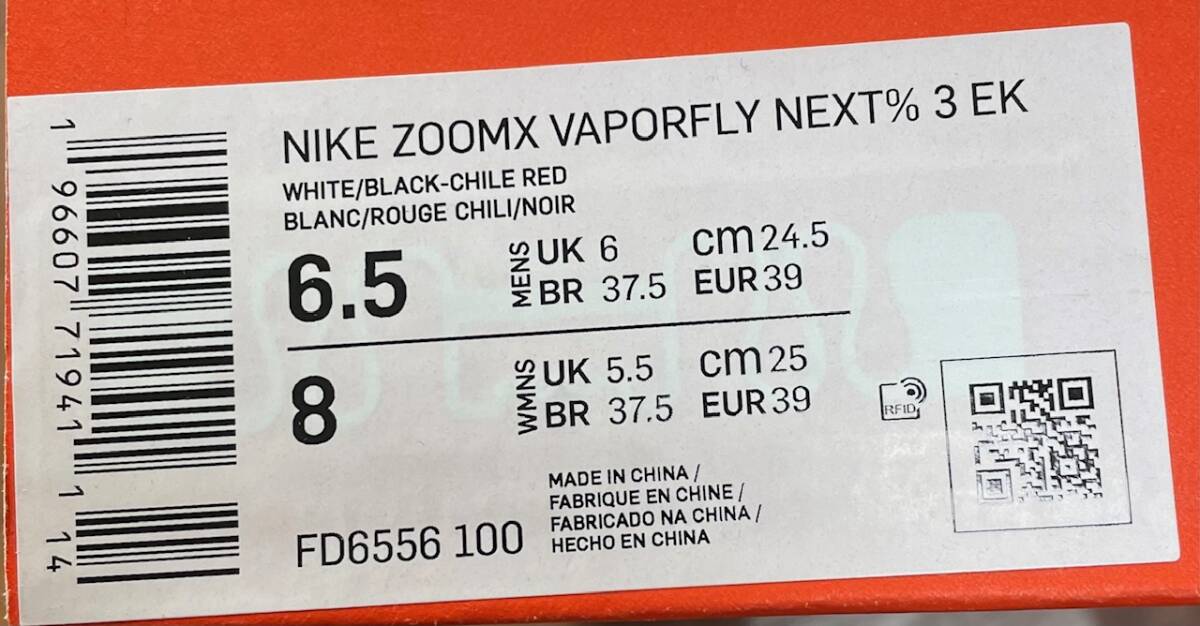 1 96607 71941 1 14
NIKE ZOOMX VAPORFLY NEXT% 3 EK
WHITE/BLACK-CHILE RED
BLANC/ROUGE CHILI/NOIR
6.5
MENS
UK 6 cm 24.5
BR 37.5 EUR 39
8
WMNS
UK 5.5 cm 25
BR 37.5 EUR 39
RFID
FD6556 100
MADE IN CHINA /
FABRIQUE EN CHINE /
FABRICADO NA CHINA /
HECHO EN CHINA